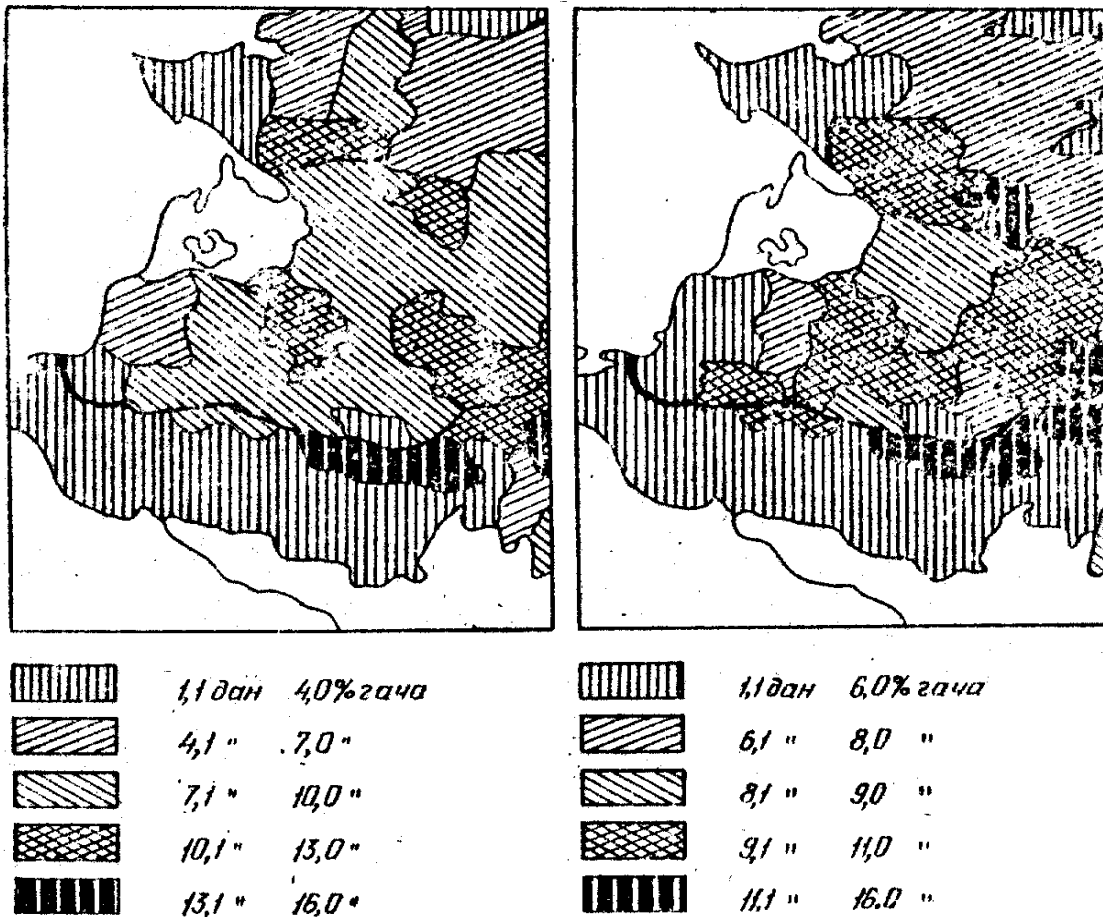 1,1 дан 4,0% гача
4,1 " 7,0 "
7,1 " 10,0 "
10,1 " 13,0 "
13,1 " 16,0 "
1,1 дан 6,0% гача
6,1 " 8,0 "
8,1 " 9,0 "
9,1 " 11,0 "
11,1 " 16.0 "